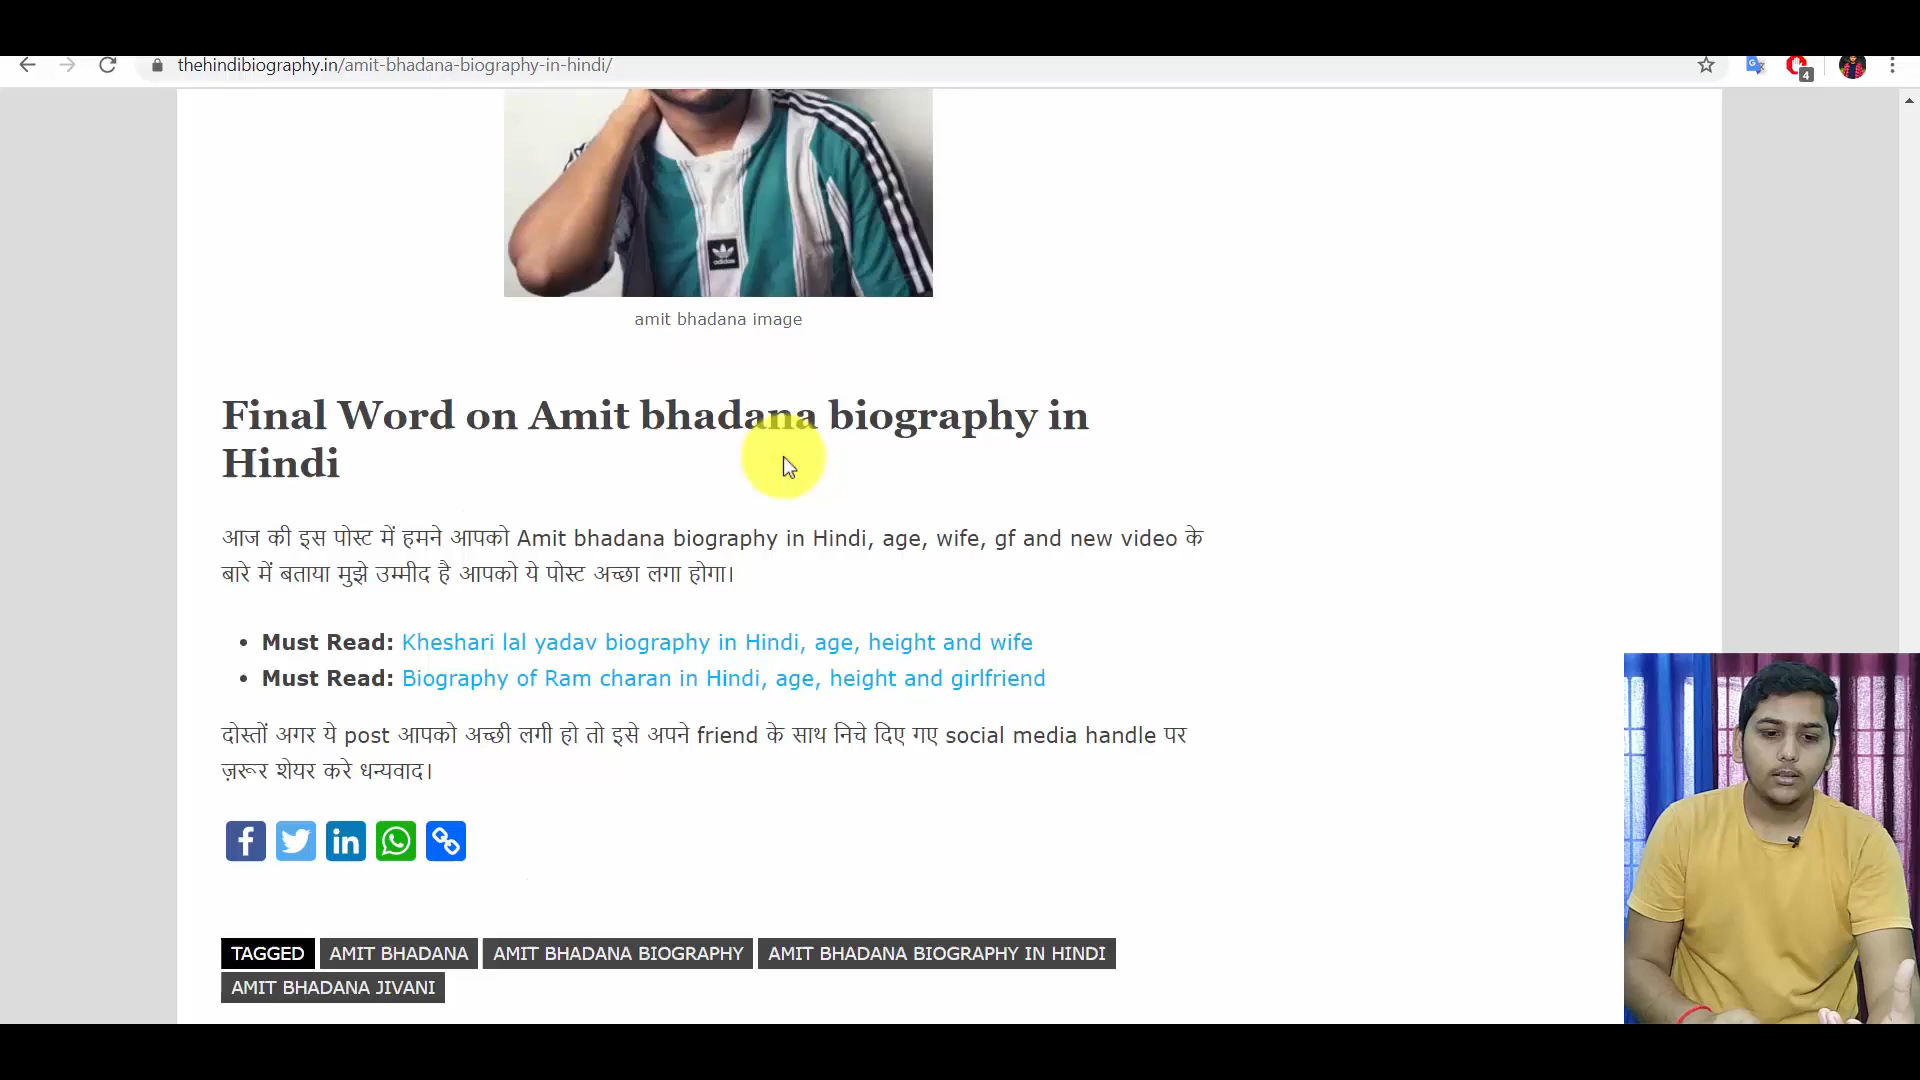 thehindibiography.in/amit-bhadana-biography-in-hindi/
4
adidas
amit bhadana image
Final Word on Amit bhadana biography in
Hindi
आज की इस पोस्ट में हमने आपको Amit bhadana biography in Hindi, age, wife, gf and new video के
बारे में बताया मुझे उम्मीद है आपको ये पोस्ट अच्छा लगा होगा।
• Must Read: Kheshari lal yadav biography in Hindi, age, height and wife
• Must Read: Biography of Ram charan in Hindi, age, height and girlfriend
दोस्तों अगर ये post आपको अच्छी लगी हो तो इसे अपने friend के साथ निचे दिए गए social media handle पर
ज़रूर शेयर करे धन्यवाद।
TAGGED AMIT BHADANA AMIT BHADANA BIOGRAPHY AMIT BHADANA BIOGRAPHY IN HINDI
AMIT BHADANA JIVANI